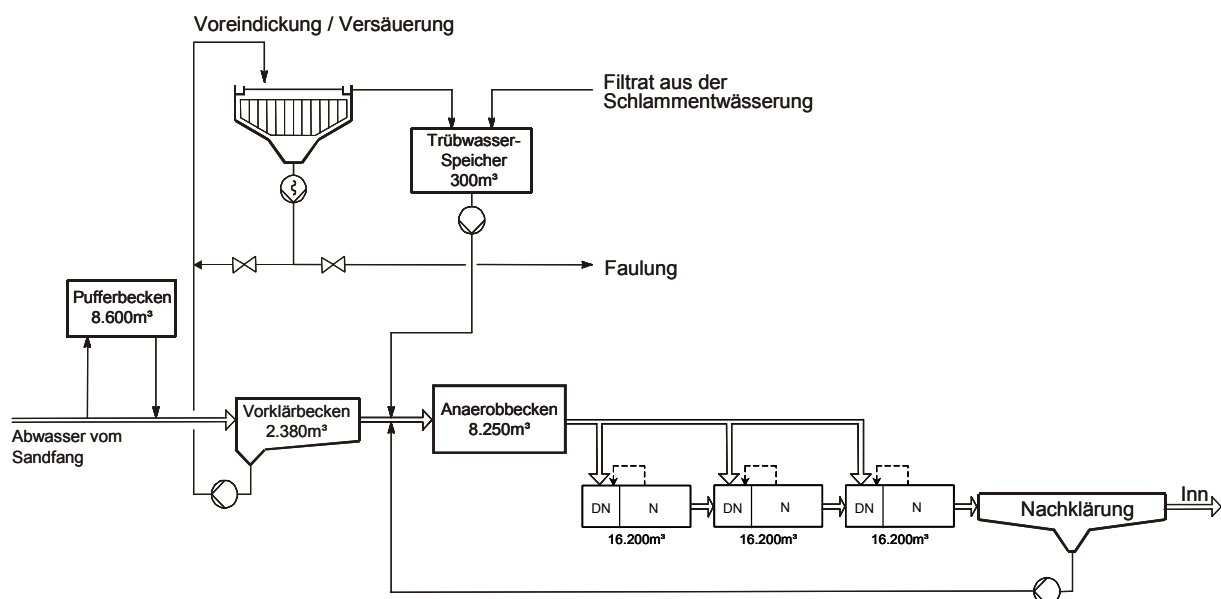 Voreindickung / Versäuerung
Filtrat aus der
Schlammentwässerung
Trübwasser-
Speicher
300m³
Faulung
Pufferbecken
8.600m³
Vorklärbecken
2.380m³
Anaerobbecken
8.250m³
Abwasser vom
Sandfang
DN N DN N DN N
Nachklärung
Inn
16.200m³ 16.200m³ 16.200m³